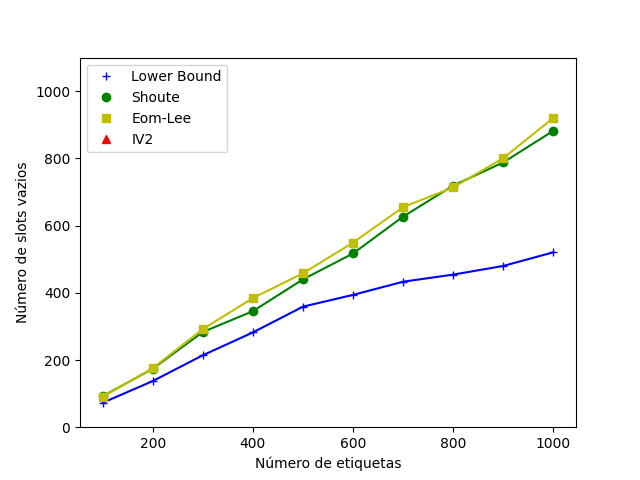 Lower Bound
Shoute
Eom-Lee
IV2
1000
800
600
400
200
0
Número de slots vazios
200 400 600 800 1000
Número de etiquetas